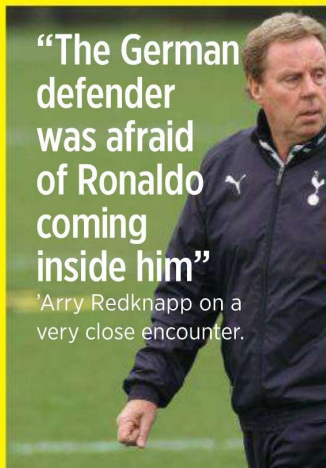 “The German
defender
was afraid
of Ronaldo
coming
inside him”
’Arry Redknapp on a
very close encounter.